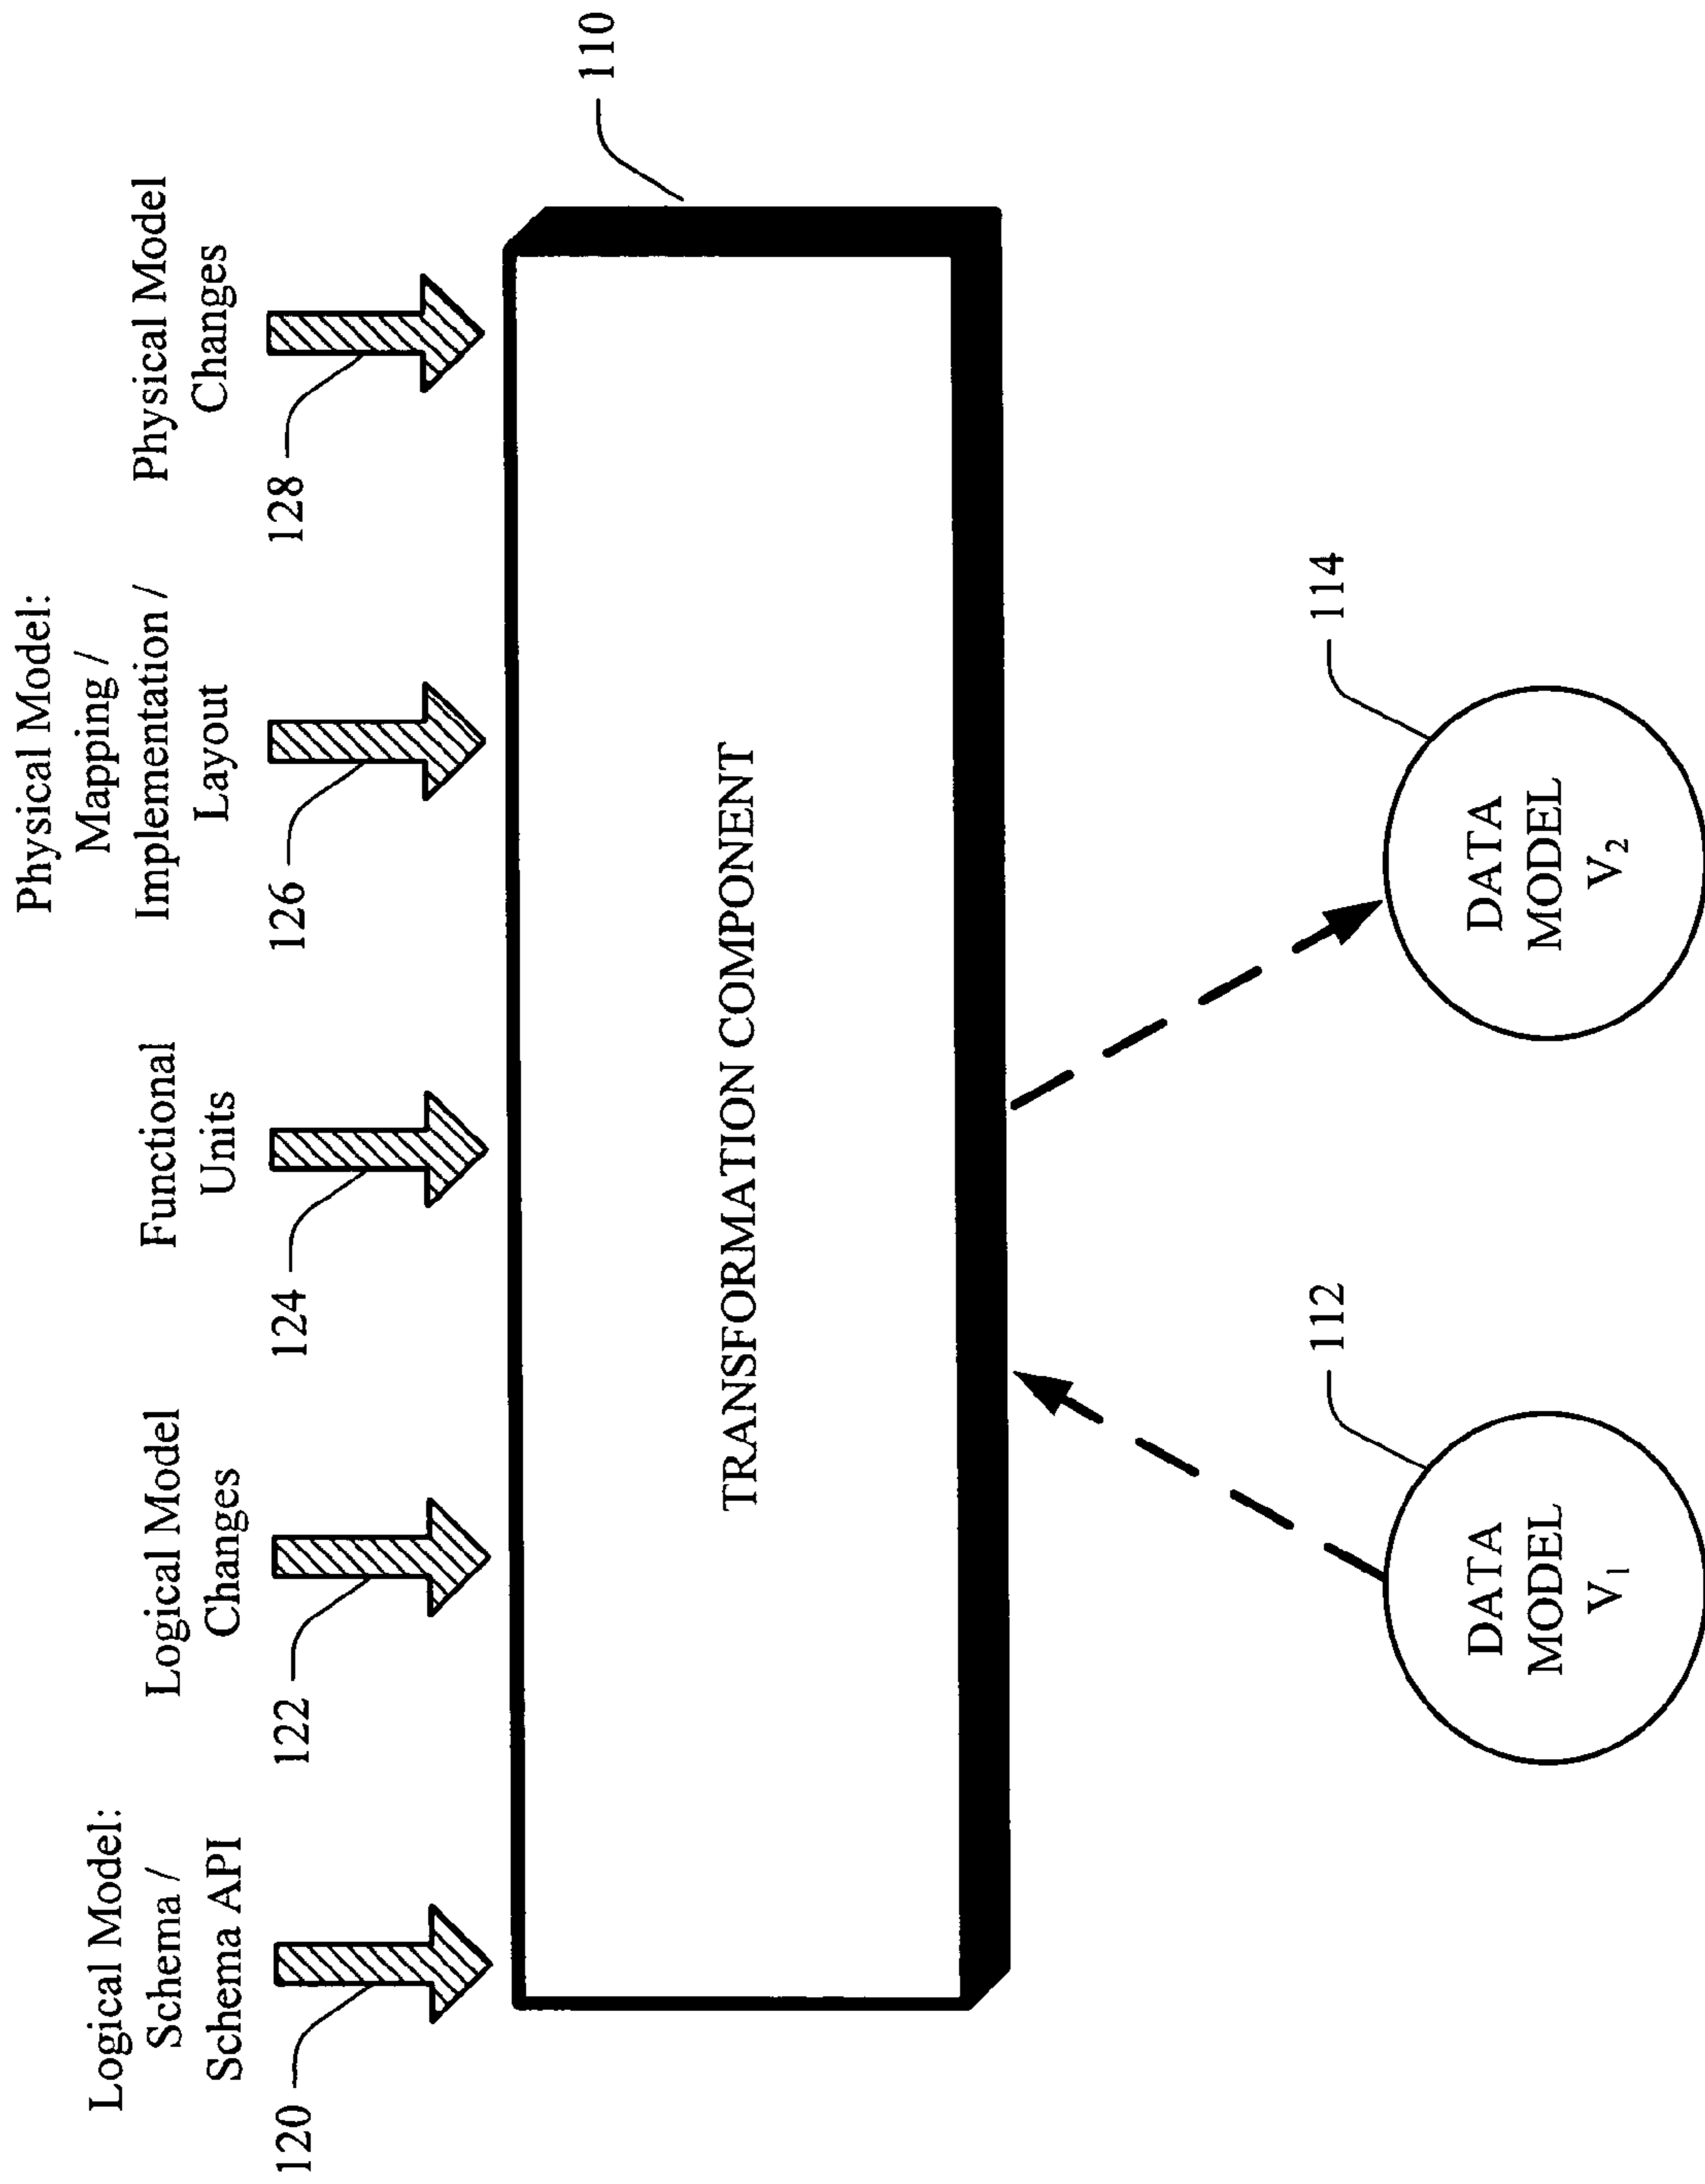 Logical Model:
Schema /
Schema API
120
Logical Model
Changes
122
Functional
Units
124
Physical Model:
Mapping /
Implementation /
Layout
126
Physical Model
Changes
128
110
TRANSFORMATION COMPONENT
112
DATA
MODEL
V₁
114
DATA
MODEL
V₂